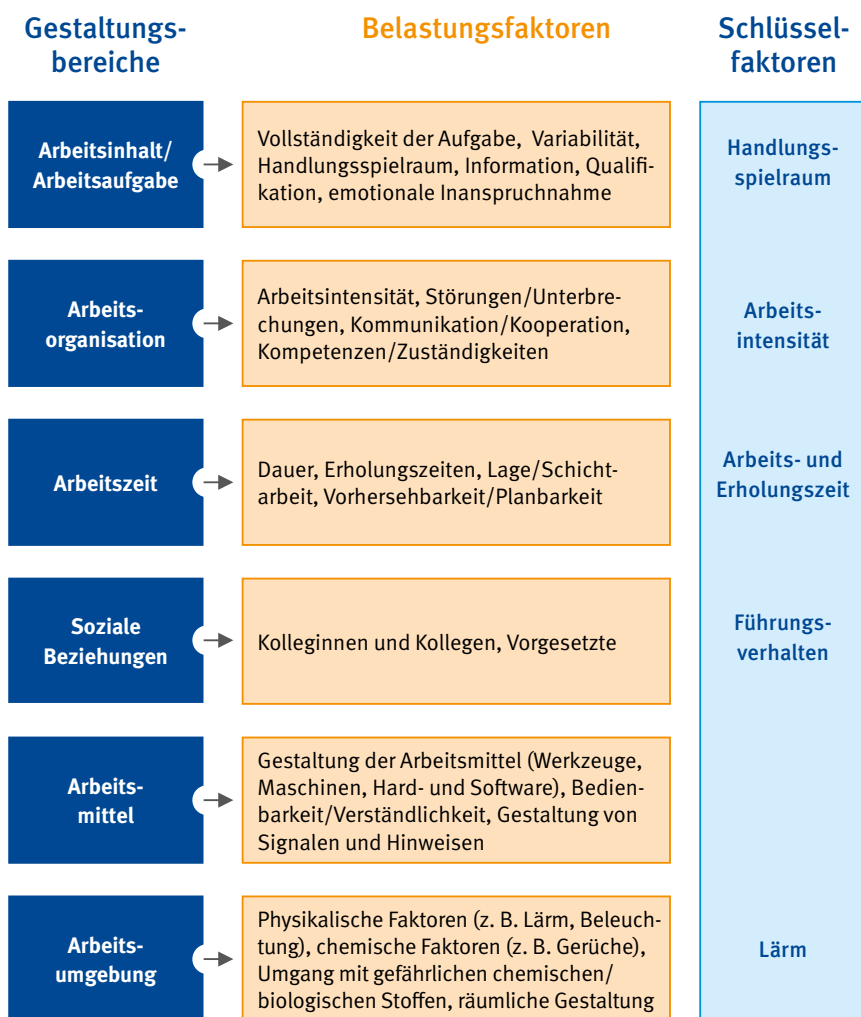 Gestaltungs-
bereiche
Belastungsfaktoren
Schlüssel-
faktoren
Arbeitsinhalt/
Arbeitsaufgabe
Vollständigkeit der Aufgabe, Variabilität,
Handlungsspielraum, Information, Qualifi-
kation, emotionale Inanspruchnahme
Handlungs-
spielraum
Arbeits-
organisation
Arbeitsintensität, Störungen/Unterbre-
chungen, Kommunikation/Kooperation,
Kompetenzen/Zuständigkeiten
Arbeits-
intensität
Arbeitszeit
Dauer, Erholungszeiten, Lage/Schicht-
arbeit, Vorhersehbarkeit/Planbarkeit
Arbeits- und
Erholungszeit
Soziale
Beziehungen
Kolleginnen und Kollegen, Vorgesetzte
Führungs-
verhalten
Arbeits-
mittel
Gestaltung der Arbeitsmittel (Werkzeuge,
Maschinen, Hard- und Software), Bedien-
barkeit/Verständlichkeit, Gestaltung von
Signalen und Hinweisen
Arbeits-
umgebung
Physikalische Faktoren (z. B. Lärm, Beleuch-
tung), chemische Faktoren (z. B. Gerüche),
Umgang mit gefährlichen chemischen/
biologischen Stoffen, räumliche Gestaltung
Lärm